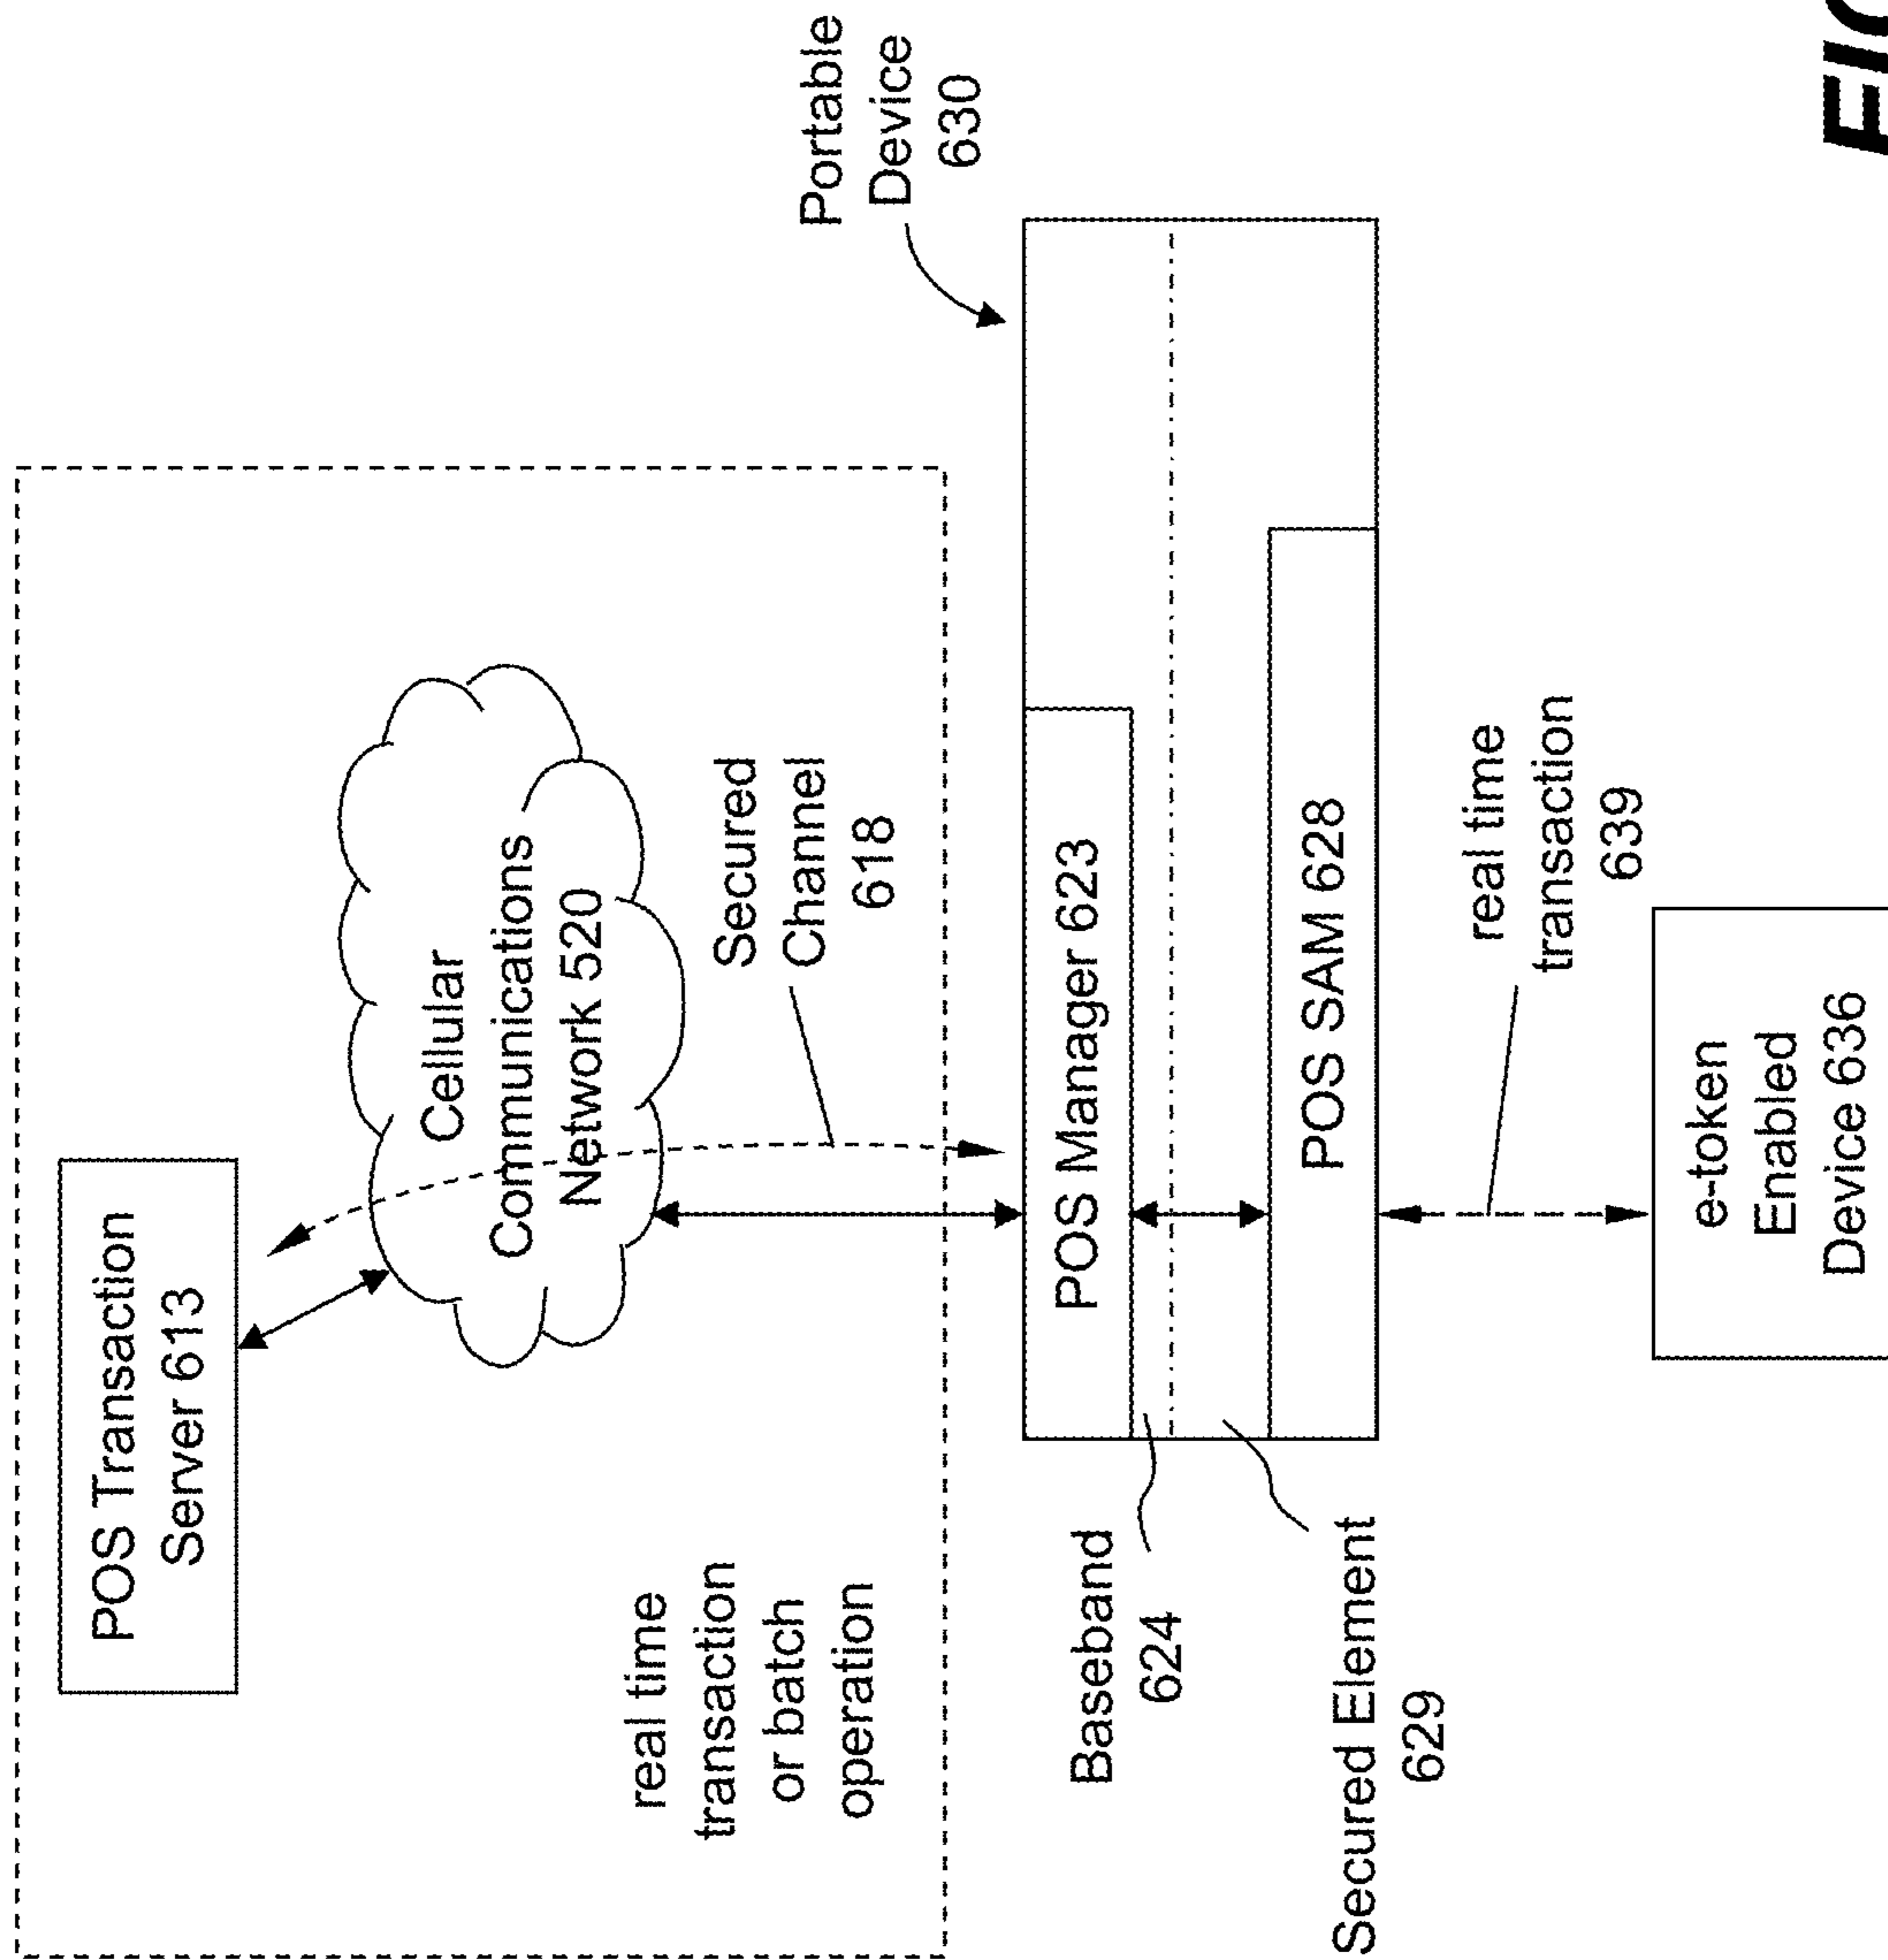 POS Transaction
Server 613
Cellular
Communications
Network 520
Secured
Channel
618
real time
transaction
or batch
operation
Portable
Device
630
POS Manager 623
Baseband
624
Secured Element
629
POS SAM 628
real time
transaction
639
e-token
Enabled
Device 636